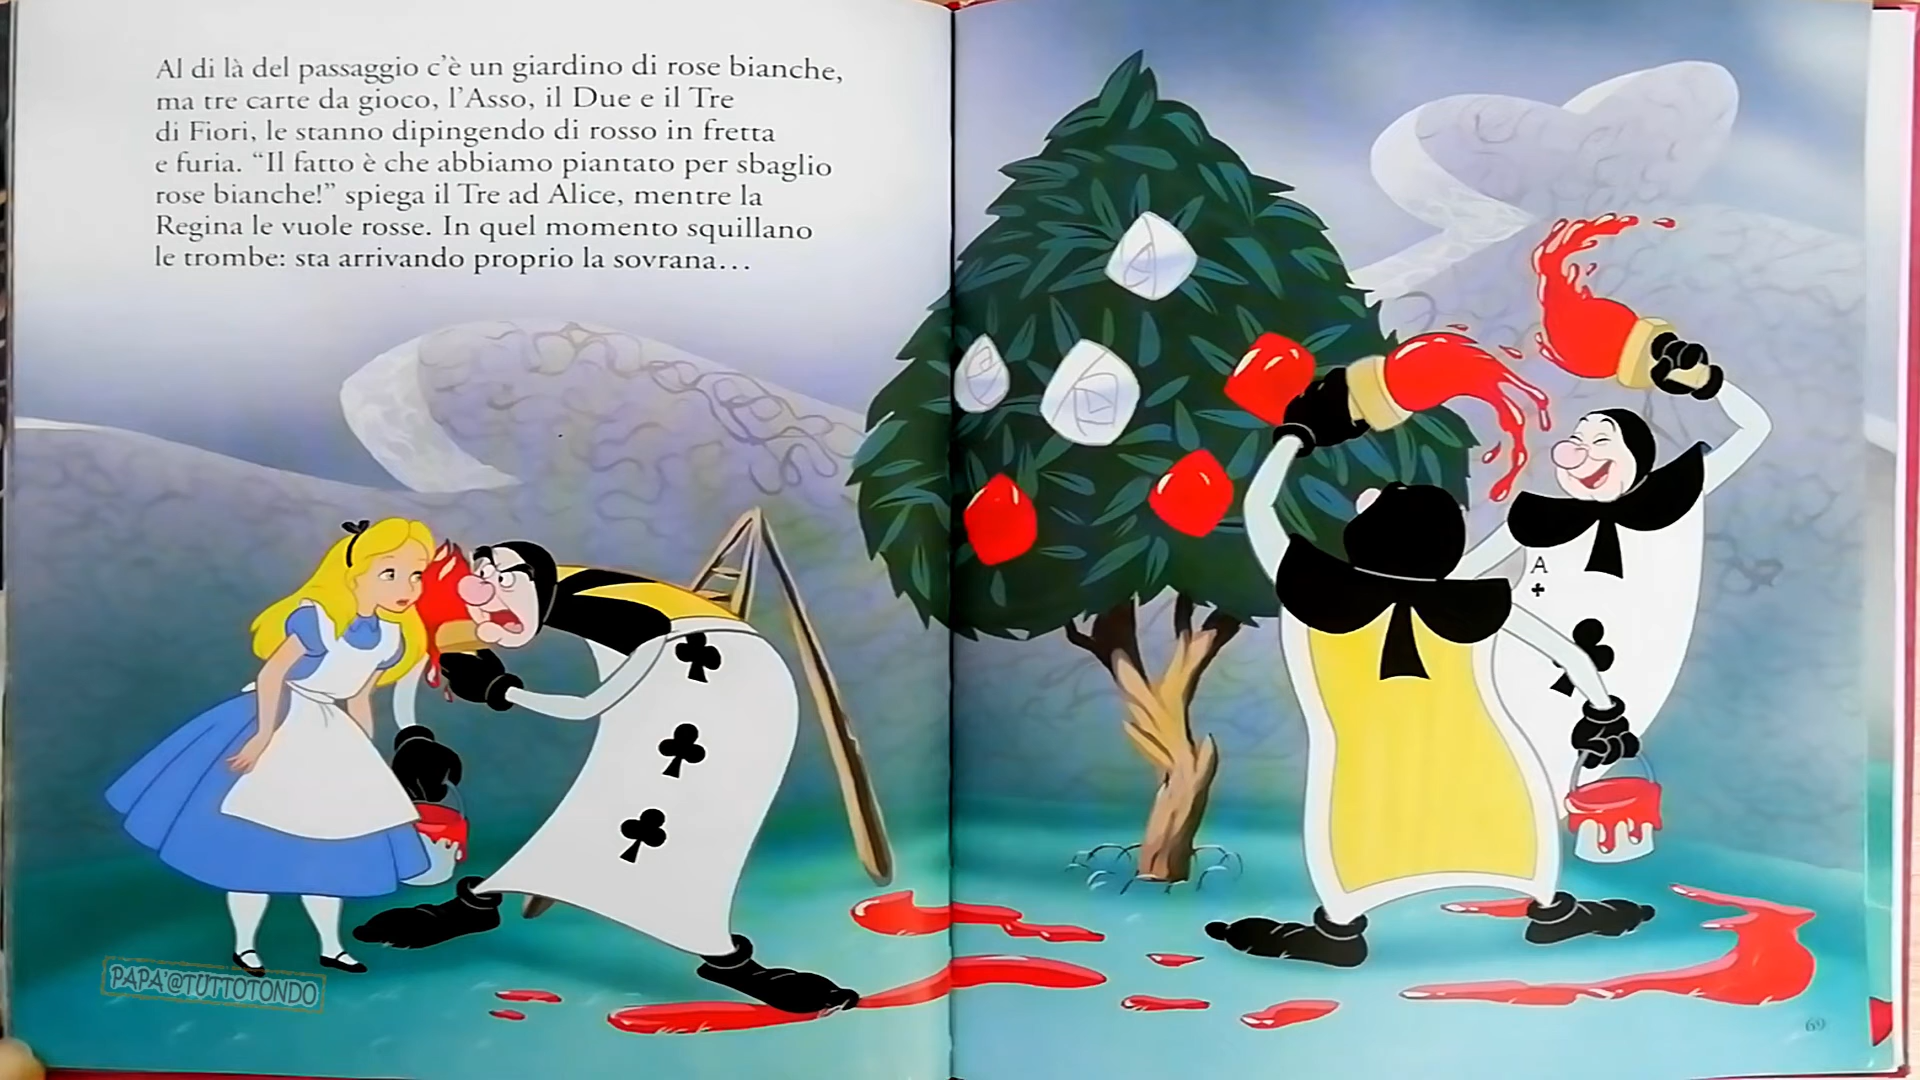 Al di là del passaggio c'è un giardino di rose bianche,
ma tre carte da gioco, l'Asso, il Due e il Tre
di Fiori, le stanno dipingendo di rosso in fretta
e furia. “Il fatto è che abbiamo piantato per sbaglio
rose bianche!” spiega il Tre ad Alice, mentre la
Regina le vuole rosse. In quel momento squillano
le trombe: sta arrivando proprio la sovrana…
A
PAPA'@TUTTOTONDO
69